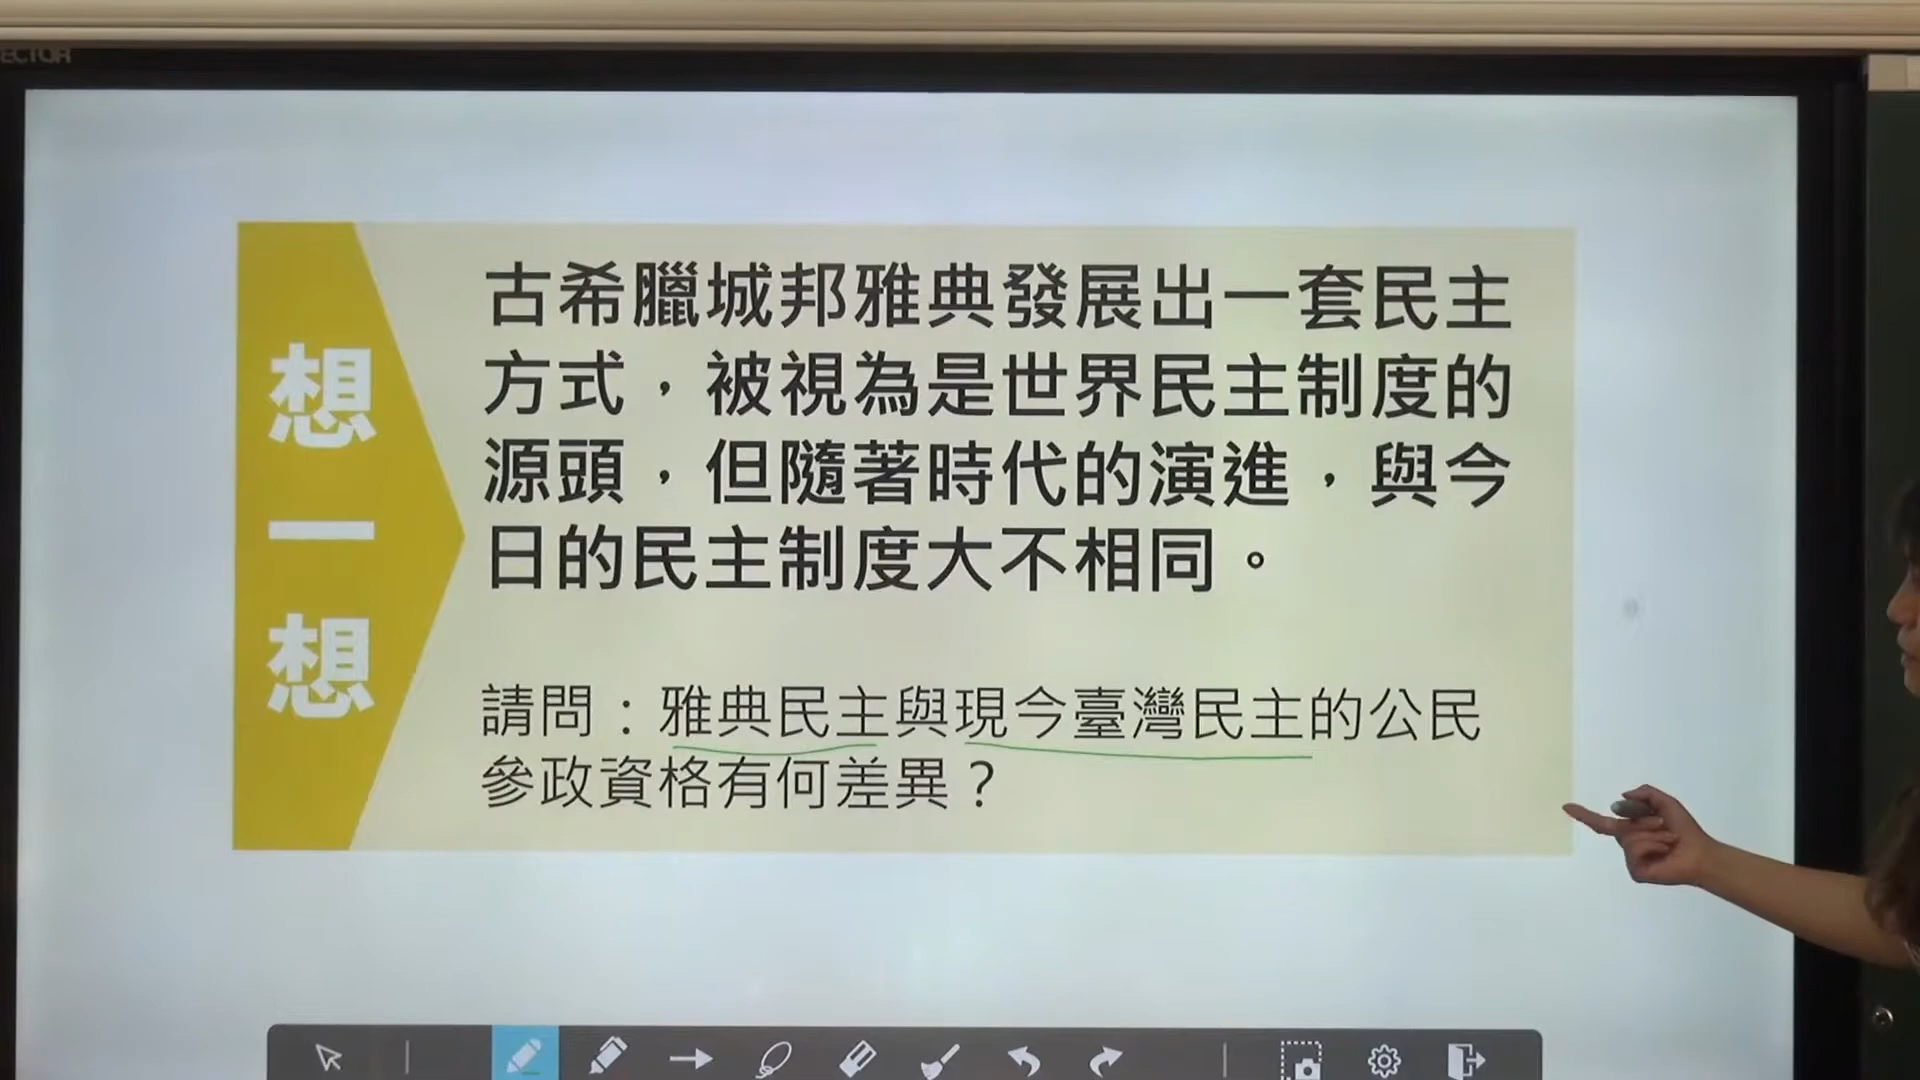 ECTOR
想一想
古希臘城邦雅典發展出一套民主
方式，被視為是世界民主制度的
源頭，但隨著時代的演進，與今
日的民主制度大不相同。
請問：雅典民主與現今臺灣民主的公民
參政資格有何差異？